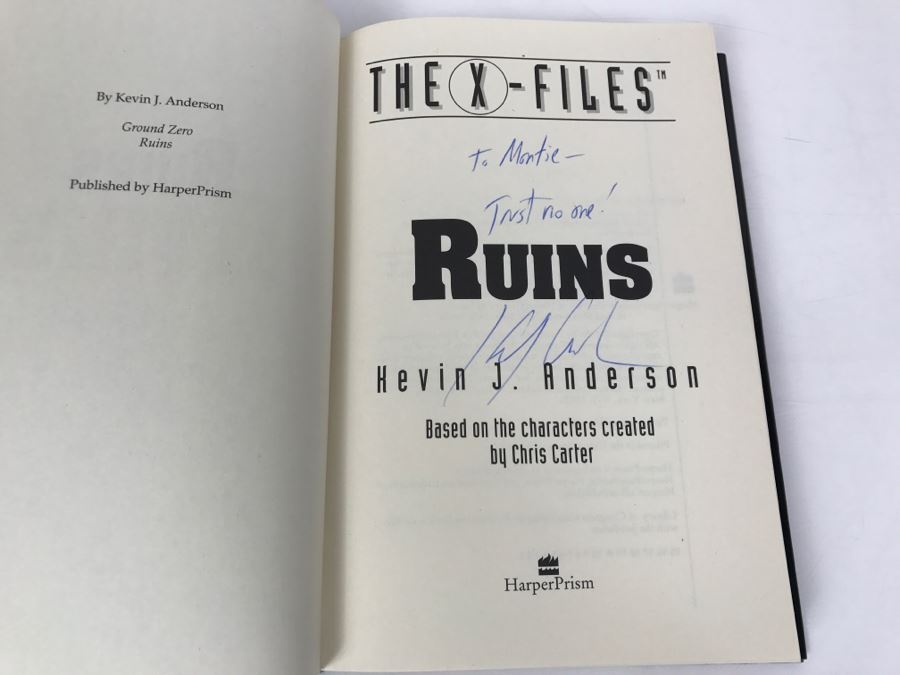 By Kevin J. Anderson
Ground Zero
Ruins
Published by HarperPrism
THE X-FILES™
To Montie—
Trust no one!
RUINS
Kevin J. Anderson
Based on the characters created
by Chris Carter
HarperPrism